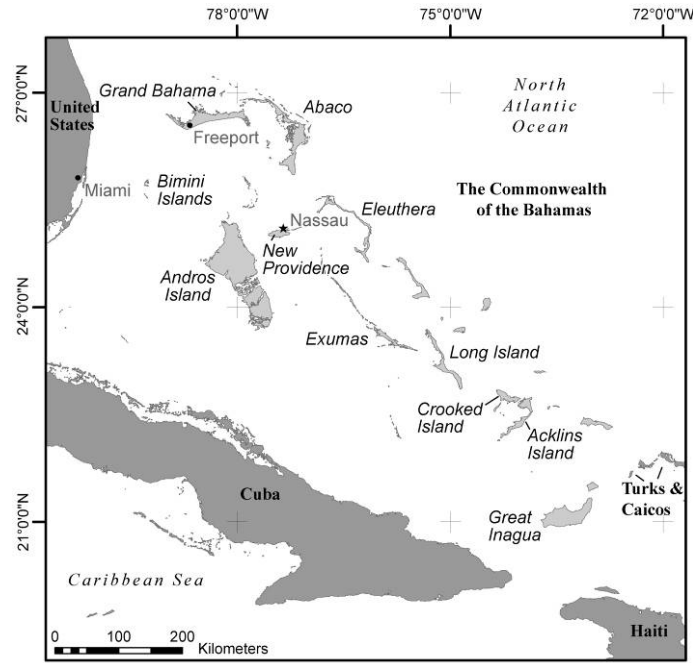 78°0'0"W
75°0'0"W
72°0'0"W
27°0'0"N
24°0'0"N
21°0'0"N
Grand Bahama
Abaco
North
Atlantic
Ocean
United
States
Freeport
Miami
Bimini
Islands
The Commonwealth
of the Bahamas
Eleuthera
Nassau
New
Providence
Andros
Island
Exumas
Long Island
Crooked
Island
Acklins
Island
Turks &
Caicos
Cuba
Great
Inagua
Caribbean Sea
Haiti
0 100 200
Kilometers